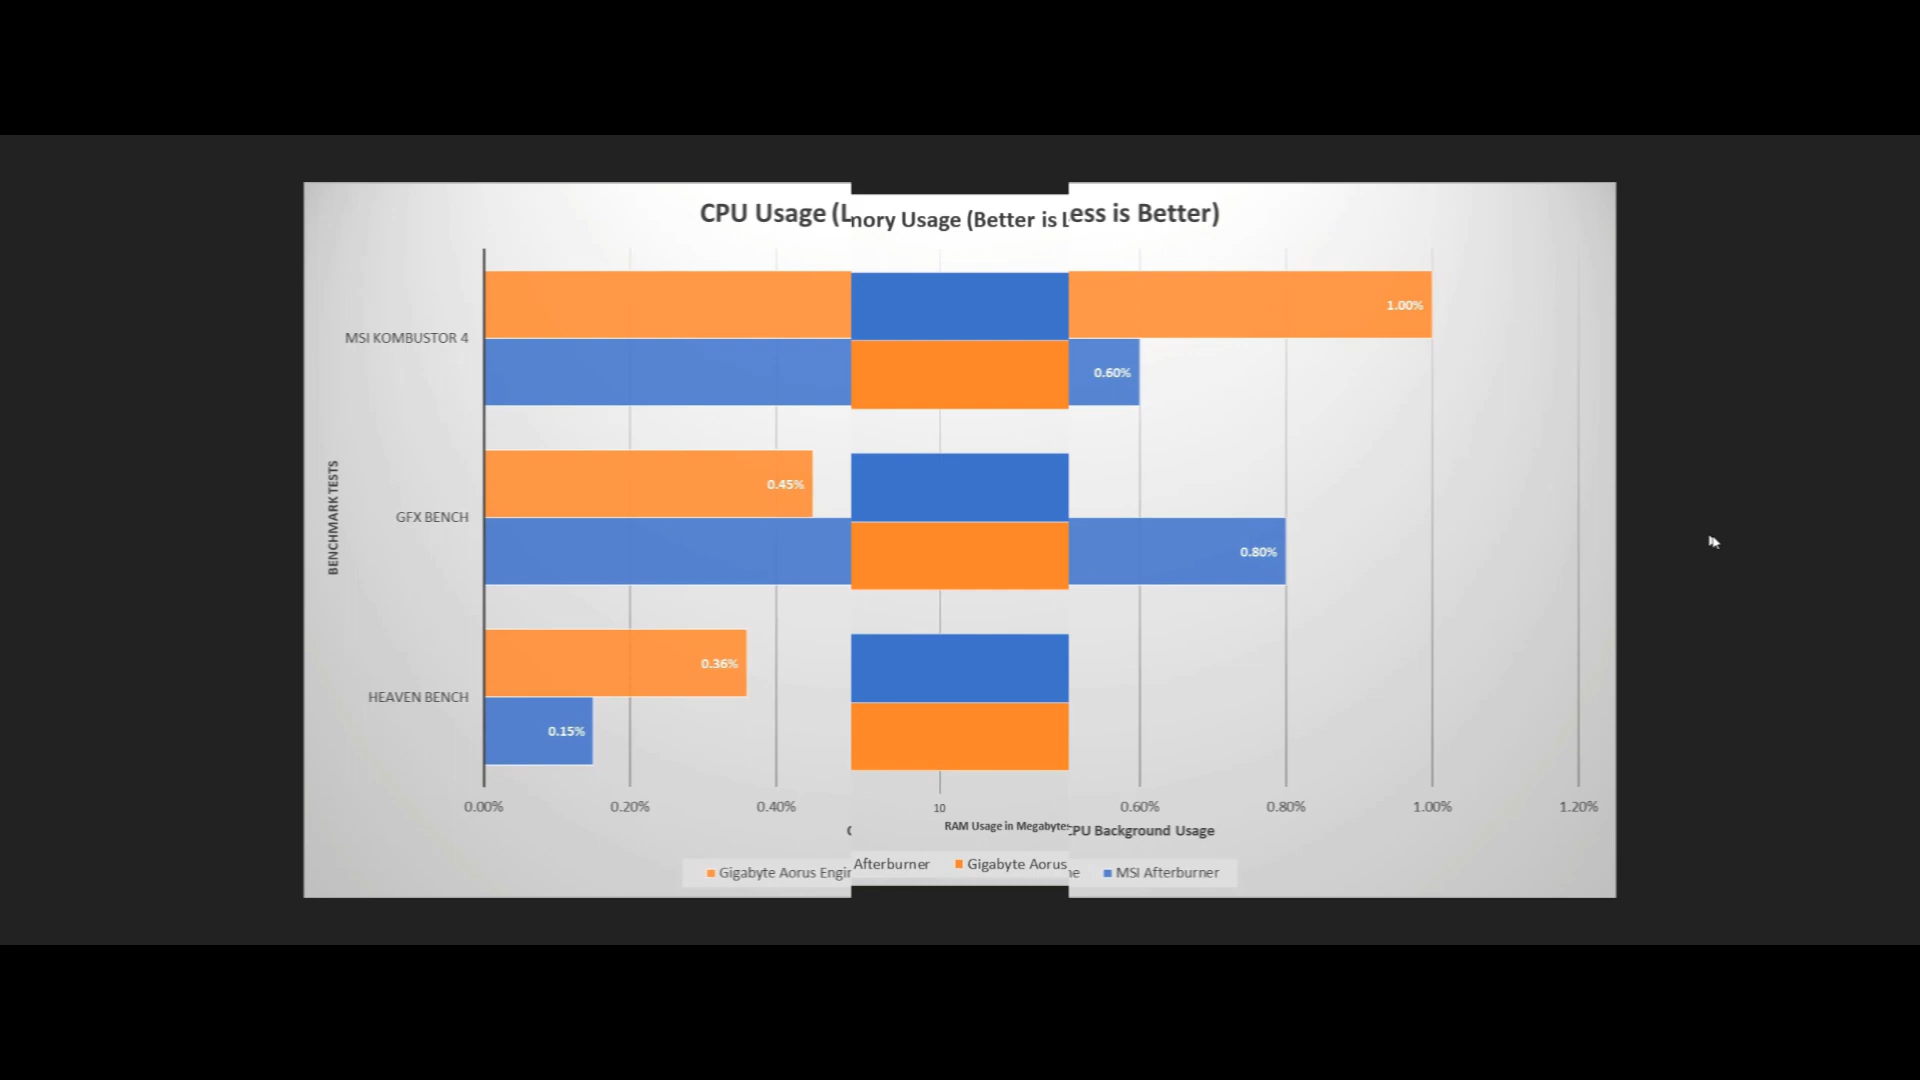 CPU Usage (L
nory Usage (Better is L
ess is Better)
1.00%
MSI KOMBUSTOR 4
0.60%
0.45%
BENCHMARK TESTS
GFX BENCH
0.80%
0.36%
HEAVEN BENCH
0.15%
0.00% 0.20% 0.40% 10 0.60% 0.80% 1.00% 1.20%
RAM Usage in Megabytes
CPU Background Usage
Gigabyte Aorus Engin
Afterburner Gigabyte Aorus
ne MSI Afterburner